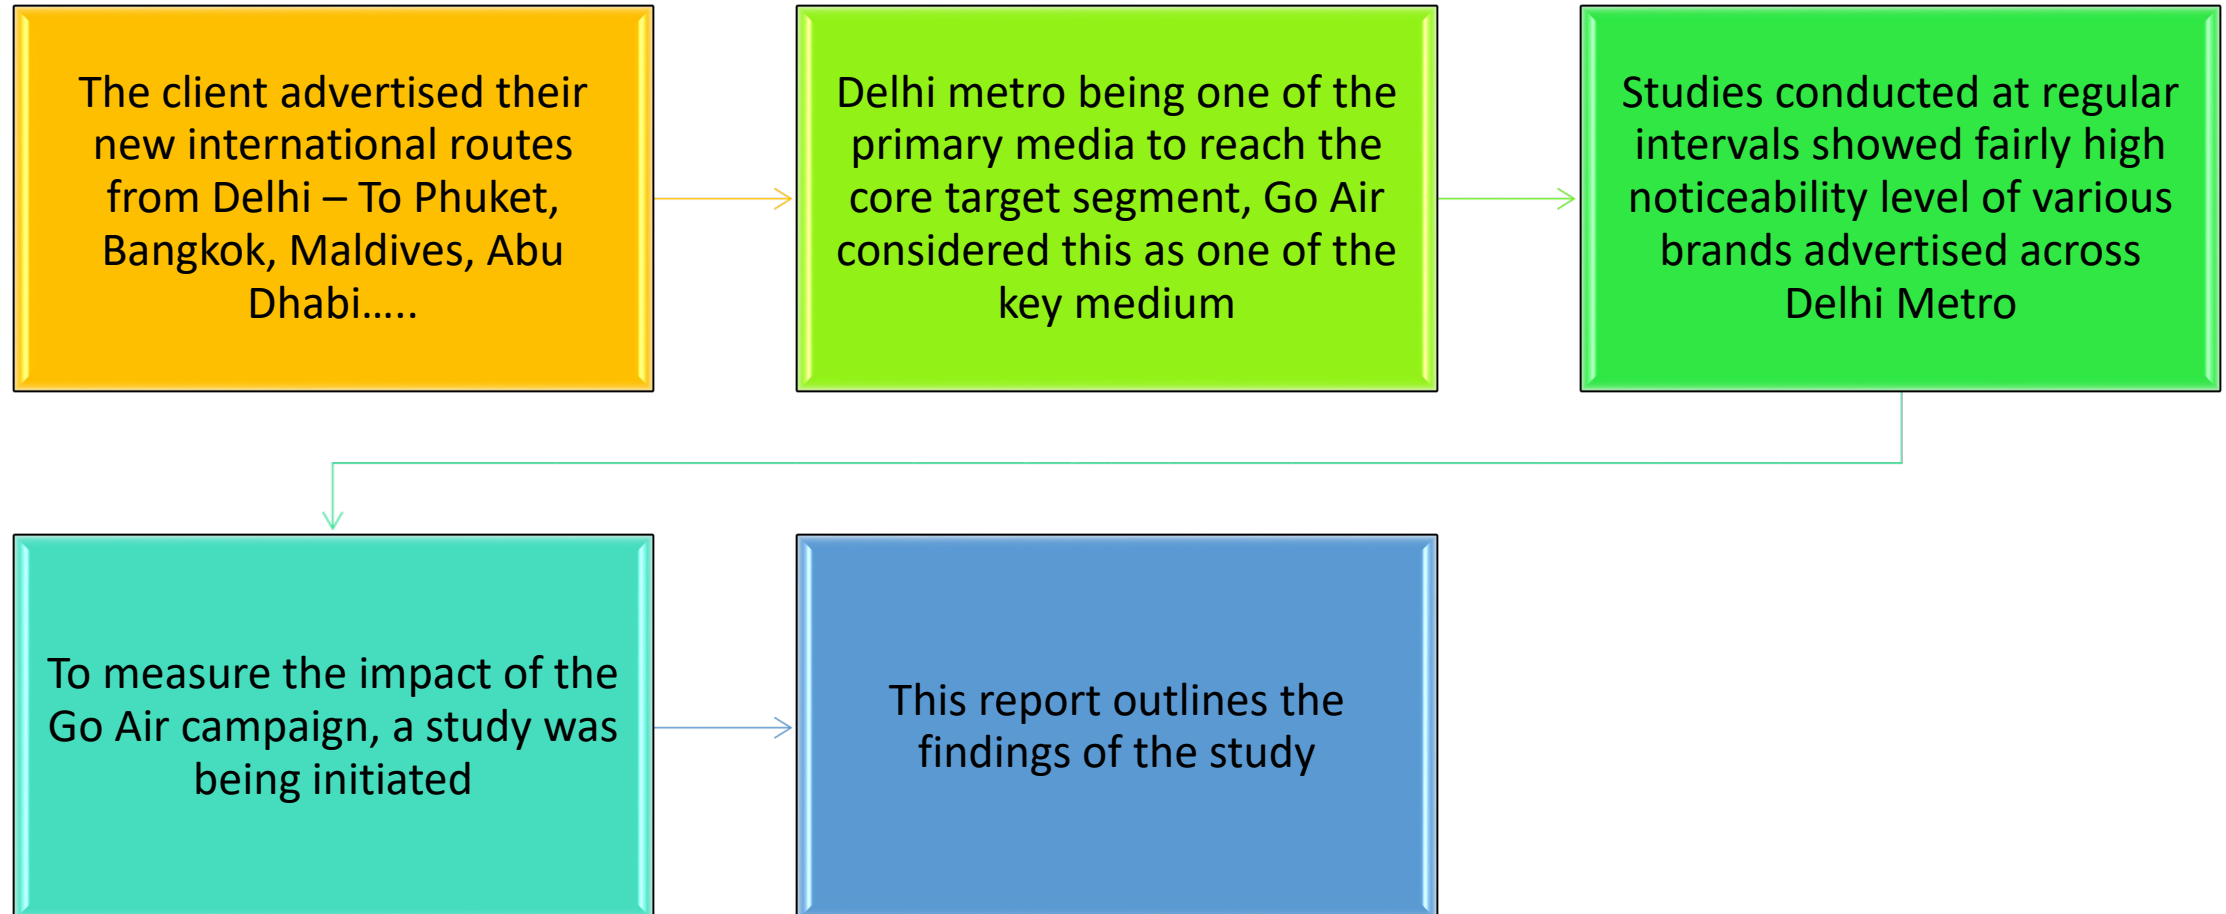 The client advertised their
new international routes
from Delhi – To Phuket,
Bangkok, Maldives, Abu
Dhabi…..
Delhi metro being one of the
primary media to reach the
core target segment, Go Air
considered this as one of the
key medium
Studies conducted at regular
intervals showed fairly high
noticeability level of various
brands advertised across
Delhi Metro
To measure the impact of the
Go Air campaign, a study was
being initiated
This report outlines the
findings of the study